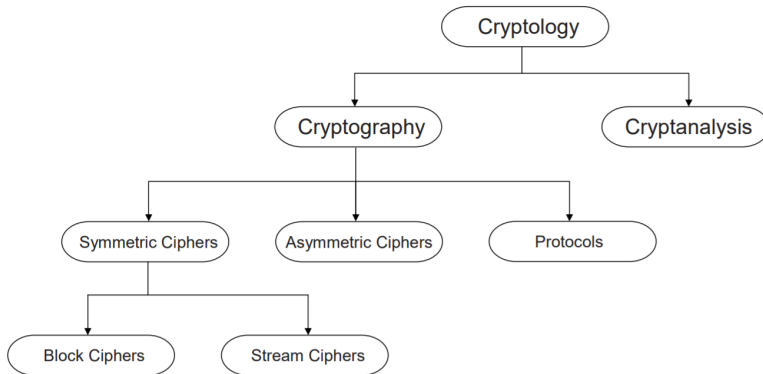 Cryptology
Cryptography
Cryptanalysis
Symmetric Ciphers
Asymmetric Ciphers
Protocols
Block Ciphers
Stream Ciphers